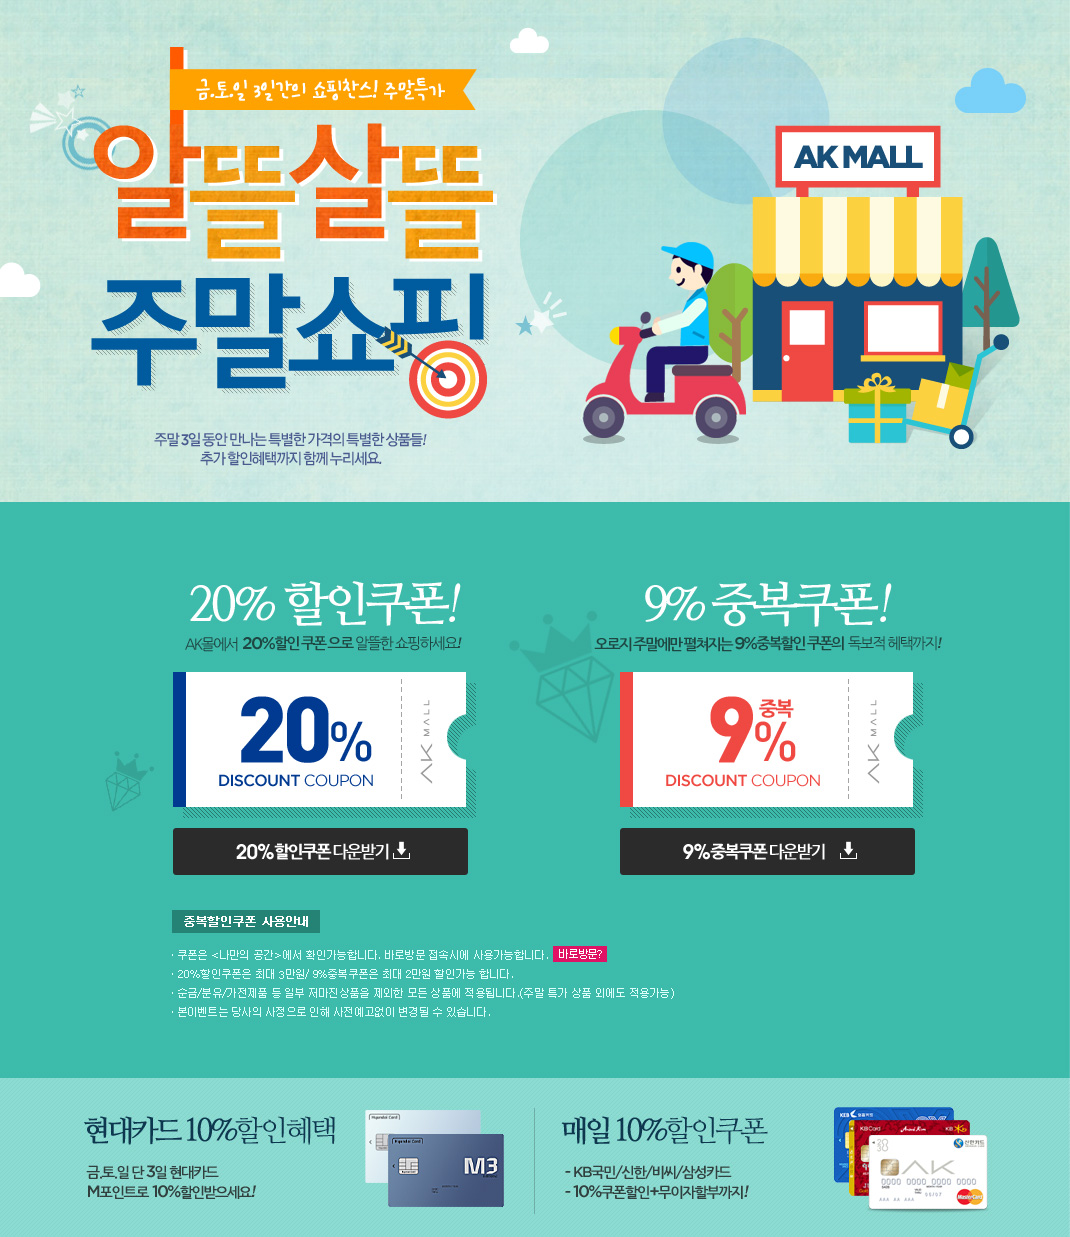 금.토.일 3일간의 쇼핑찬스! 주말특가
알뜰살뜰
주말쇼핑
AK MALL
주말 3일 동안 만나는 특별한 가격의 특별한 상품들!
추가 할인혜택까지 함께 누리세요.
20% 할인쿠폰!
AK몰에서 20%할인 쿠폰 으로 알뜰한 쇼핑하세요!
20%
DISCOUNT COUPON
AK MALL
20%할인쿠폰 다운받기
9% 중복쿠폰!
오로지 주말에만 펼쳐지는 9%중복할인 쿠폰의 독보적 혜택까지!
9% 중복
DISCOUNT COUPON
AK MALL
9%중복쿠폰 다운받기
중복할인쿠폰 사용안내
· 쿠폰은 <나만의 공간>에서 확인가능합니다. 바로방문 접속시에 사용가능합니다. 바로방문?
· 20%할인쿠폰은 최대 3만원/ 9%중복쿠폰은 최대 2만원 할인가능 합니다.
· 순금/분유/가전제품 등 일부 저마진상품을 제외한 모든 상품에 적용됩니다.(주말 특가 상품 외에도 적용가능)
· 본이벤트는 당사의 사정으로 인해 사전예고없이 변경될 수 있습니다.
현대카드 10%할인혜택
금,토,일 단 3일 현대카드
M포인트로 10%할인받으세요!
Hyundai Card
Hyundai Card
M3
매일 10%할인쿠폰
- KB국민/신한/비씨/삼성카드
- 10%쿠폰할인+무이자할부까지!
KEB
KB Card
KB
신한카드
AK
0000 0000 0000 0000
MasterCard